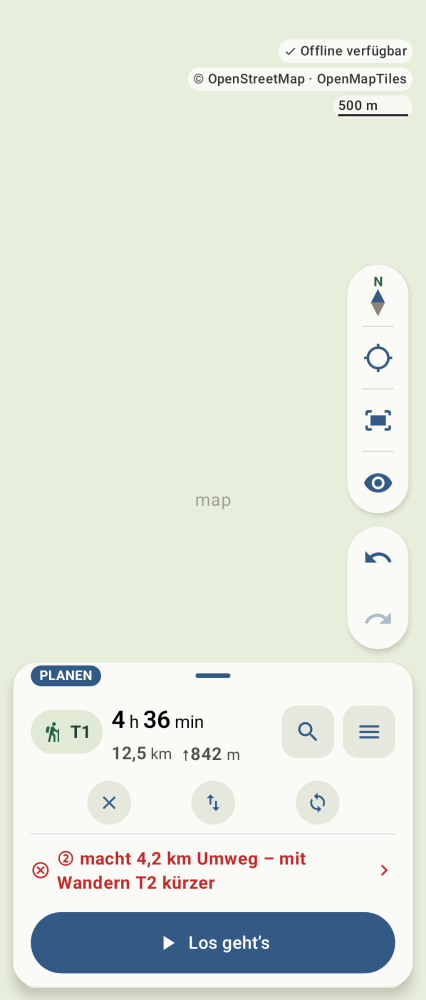 ✓ Offline verfügbar
© OpenStreetMap · OpenMapTiles
500 m
N
map
PLANEN
T1
4 h 36 min
12,5 km ↑842 m
② macht 4,2 km Umweg – mit
Wandern T2 kürzer
Los geht’s